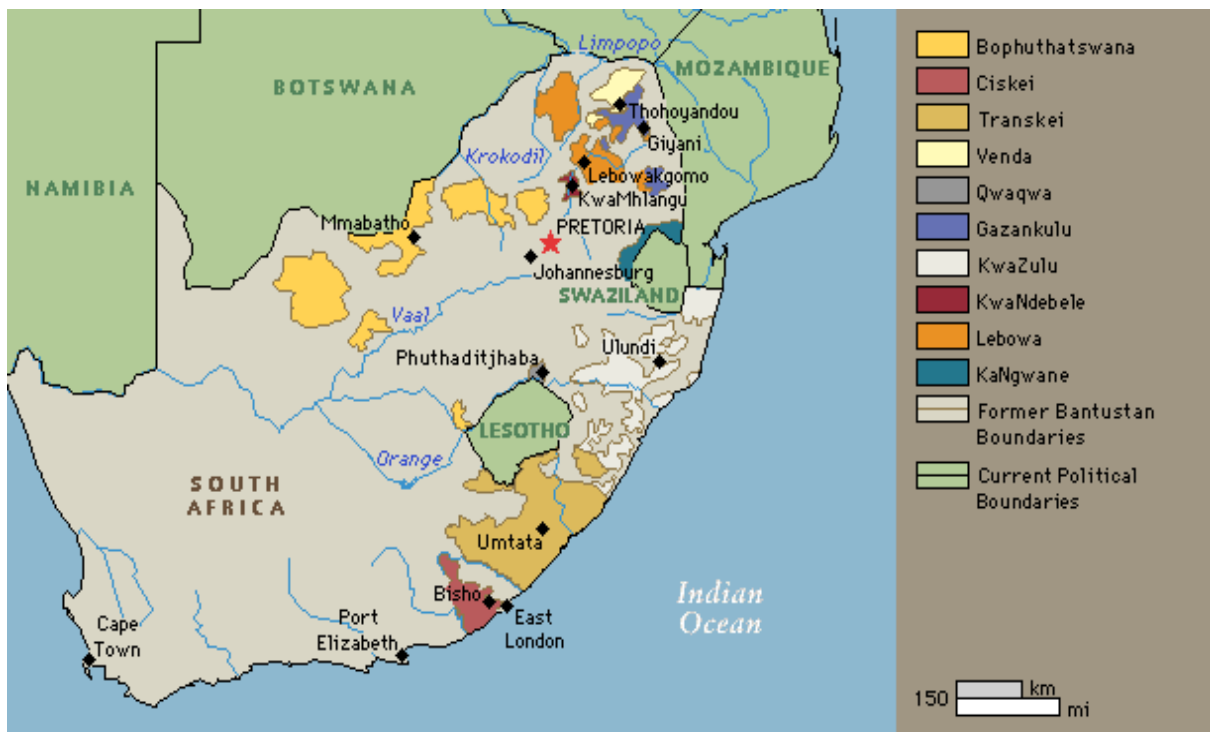 Limpopo
MOZAMBIQUE
BOTSWANA
Thohoyandou
Giyani
Krokodil
Lebowakgomo
NAMIBIA
KwaMhlangu
Mmabatho
PRETORIA
Johannesburg
SWAZILAND
Vaal
Ulundi
Phuthaditjhaba
LESOTHO
Orange
SOUTH
AFRICA
Umtata
Bisho
Indian
Ocean
East
London
Port
Elizabeth
Cape
Town
Bophuthatswana
Ciskei
Transkei
Venda
Qwaqwa
Gazankulu
KwaZulu
KwaNdebele
Lebowa
KaNgwane
Former Bantustan
Boundaries
Current Political
Boundaries
150 km
mi